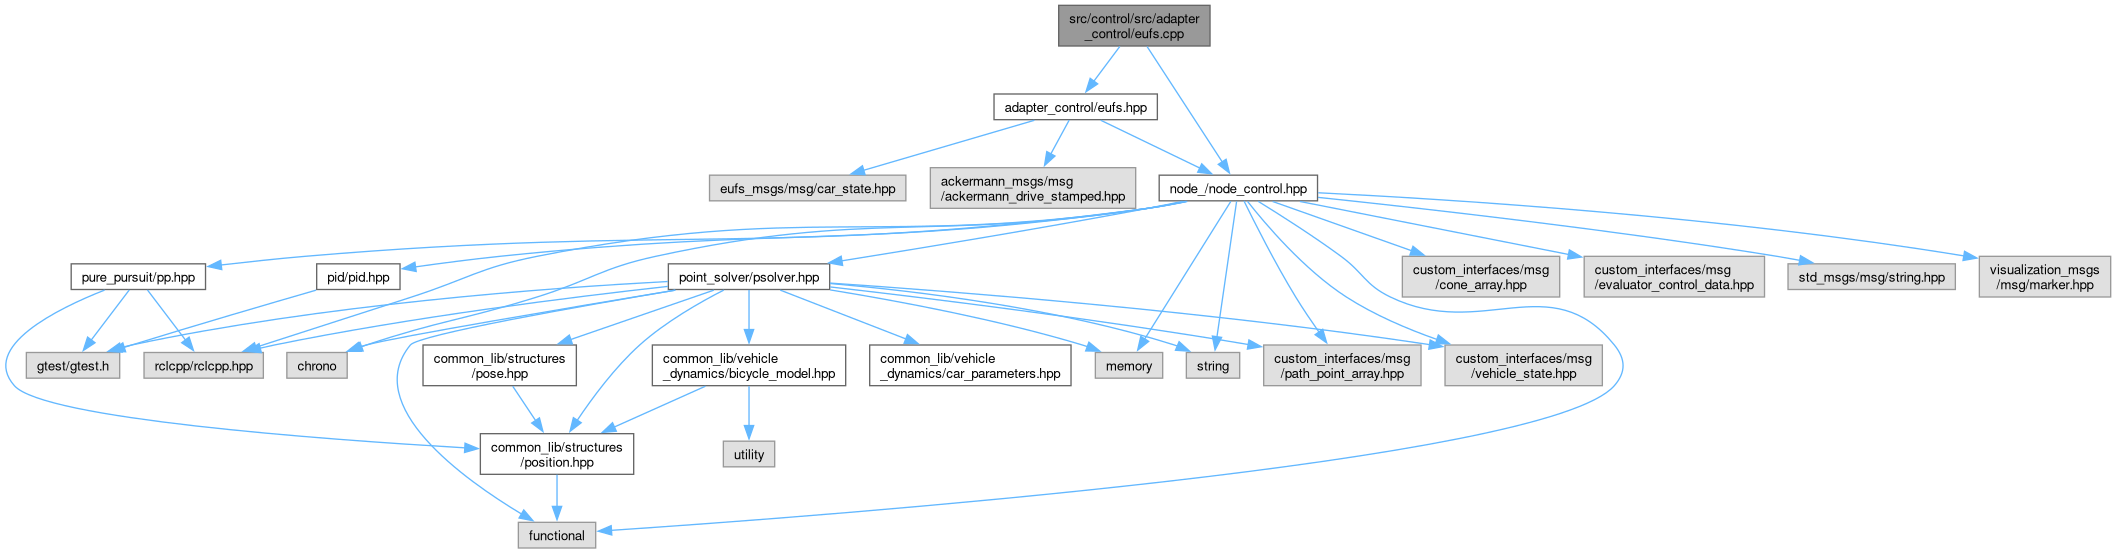 src/control/src/adapter
_control/eufs.cpp
adapter_control/eufs.hpp
eufs_msgs/msg/car_state.hpp
ackermann_msgs/msg
/ackermann_drive_stamped.hpp
node_/node_control.hpp
pure_pursuit/pp.hpp
pid/pid.hpp
point_solver/psolver.hpp
custom_interfaces/msg
/cone_array.hpp
custom_interfaces/msg
/evaluator_control_data.hpp
std_msgs/msg/string.hpp
visualization_msgs
/msg/marker.hpp
gtest/gtest.h
rclcpp/rclcpp.hpp
chrono
common_lib/structures
/pose.hpp
common_lib/vehicle
_dynamics/bicycle_model.hpp
common_lib/vehicle
_dynamics/car_parameters.hpp
memory
string
custom_interfaces/msg
/path_point_array.hpp
custom_interfaces/msg
/vehicle_state.hpp
common_lib/structures
/position.hpp
utility
functional